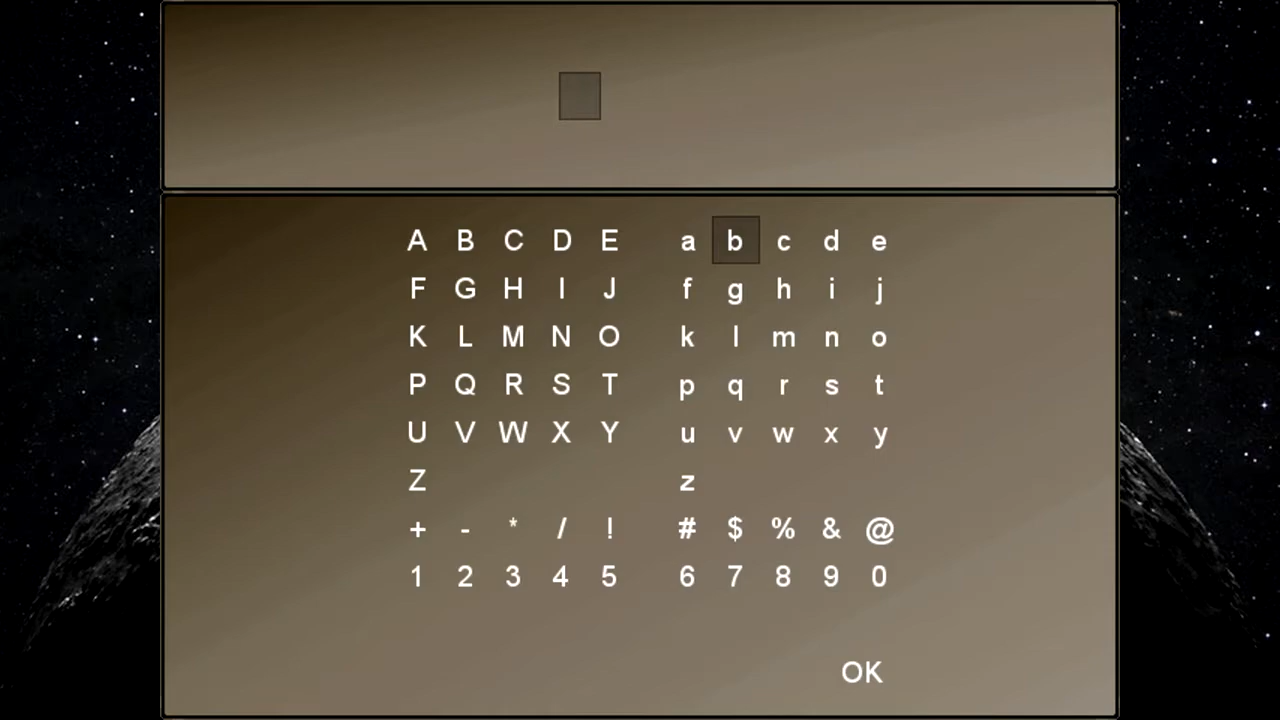 A B C D E a b c d e
F G H I J f g h i j
K L M N O k l m n o
P Q R S T p q r s t
U V W X Y u v w x y
Z z
+ - * / ! # $ % & @
1 2 3 4 5 6 7 8 9 0
OK